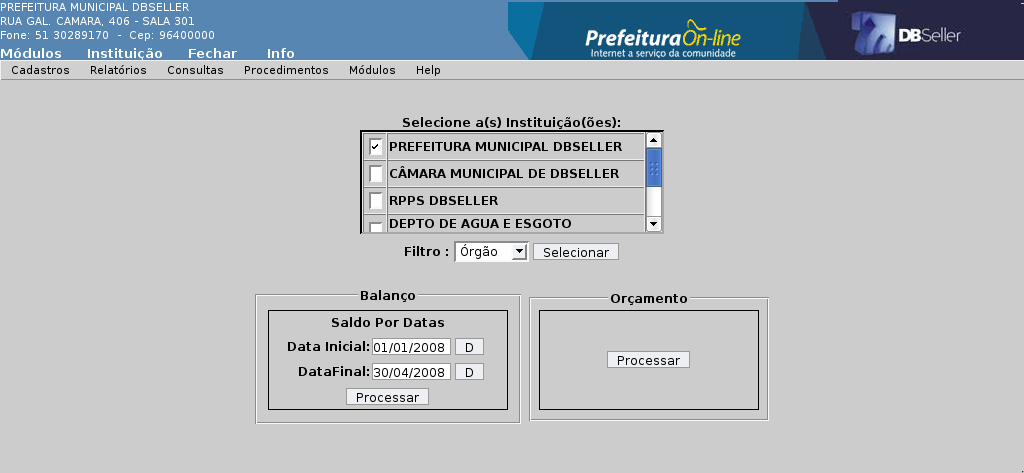 PREFEITURA MUNICIPAL DBSELLER
RUA GAL. CAMARA, 406 - SALA 301
Fone: 51 30289170 - Cep: 96400000
Módulos Instituição Fechar Info
Prefeitura On-line
Internet a serviço da comunidade
DBSeller
Cadastros Relatórios Consultas Procedimentos Módulos Help
Selecione a(s) Instituição(ões):
PREFEITURA MUNICIPAL DBSELLER
CÂMARA MUNICIPAL DE DBSELLER
RPPS DBSELLER
DEPTO DE AGUA E ESGOTO
Filtro : Órgão Selecionar
Balanço
Saldo Por Datas
Data Inicial: 01/01/2008 D
DataFinal: 30/04/2008 D
Processar
Orçamento
Processar